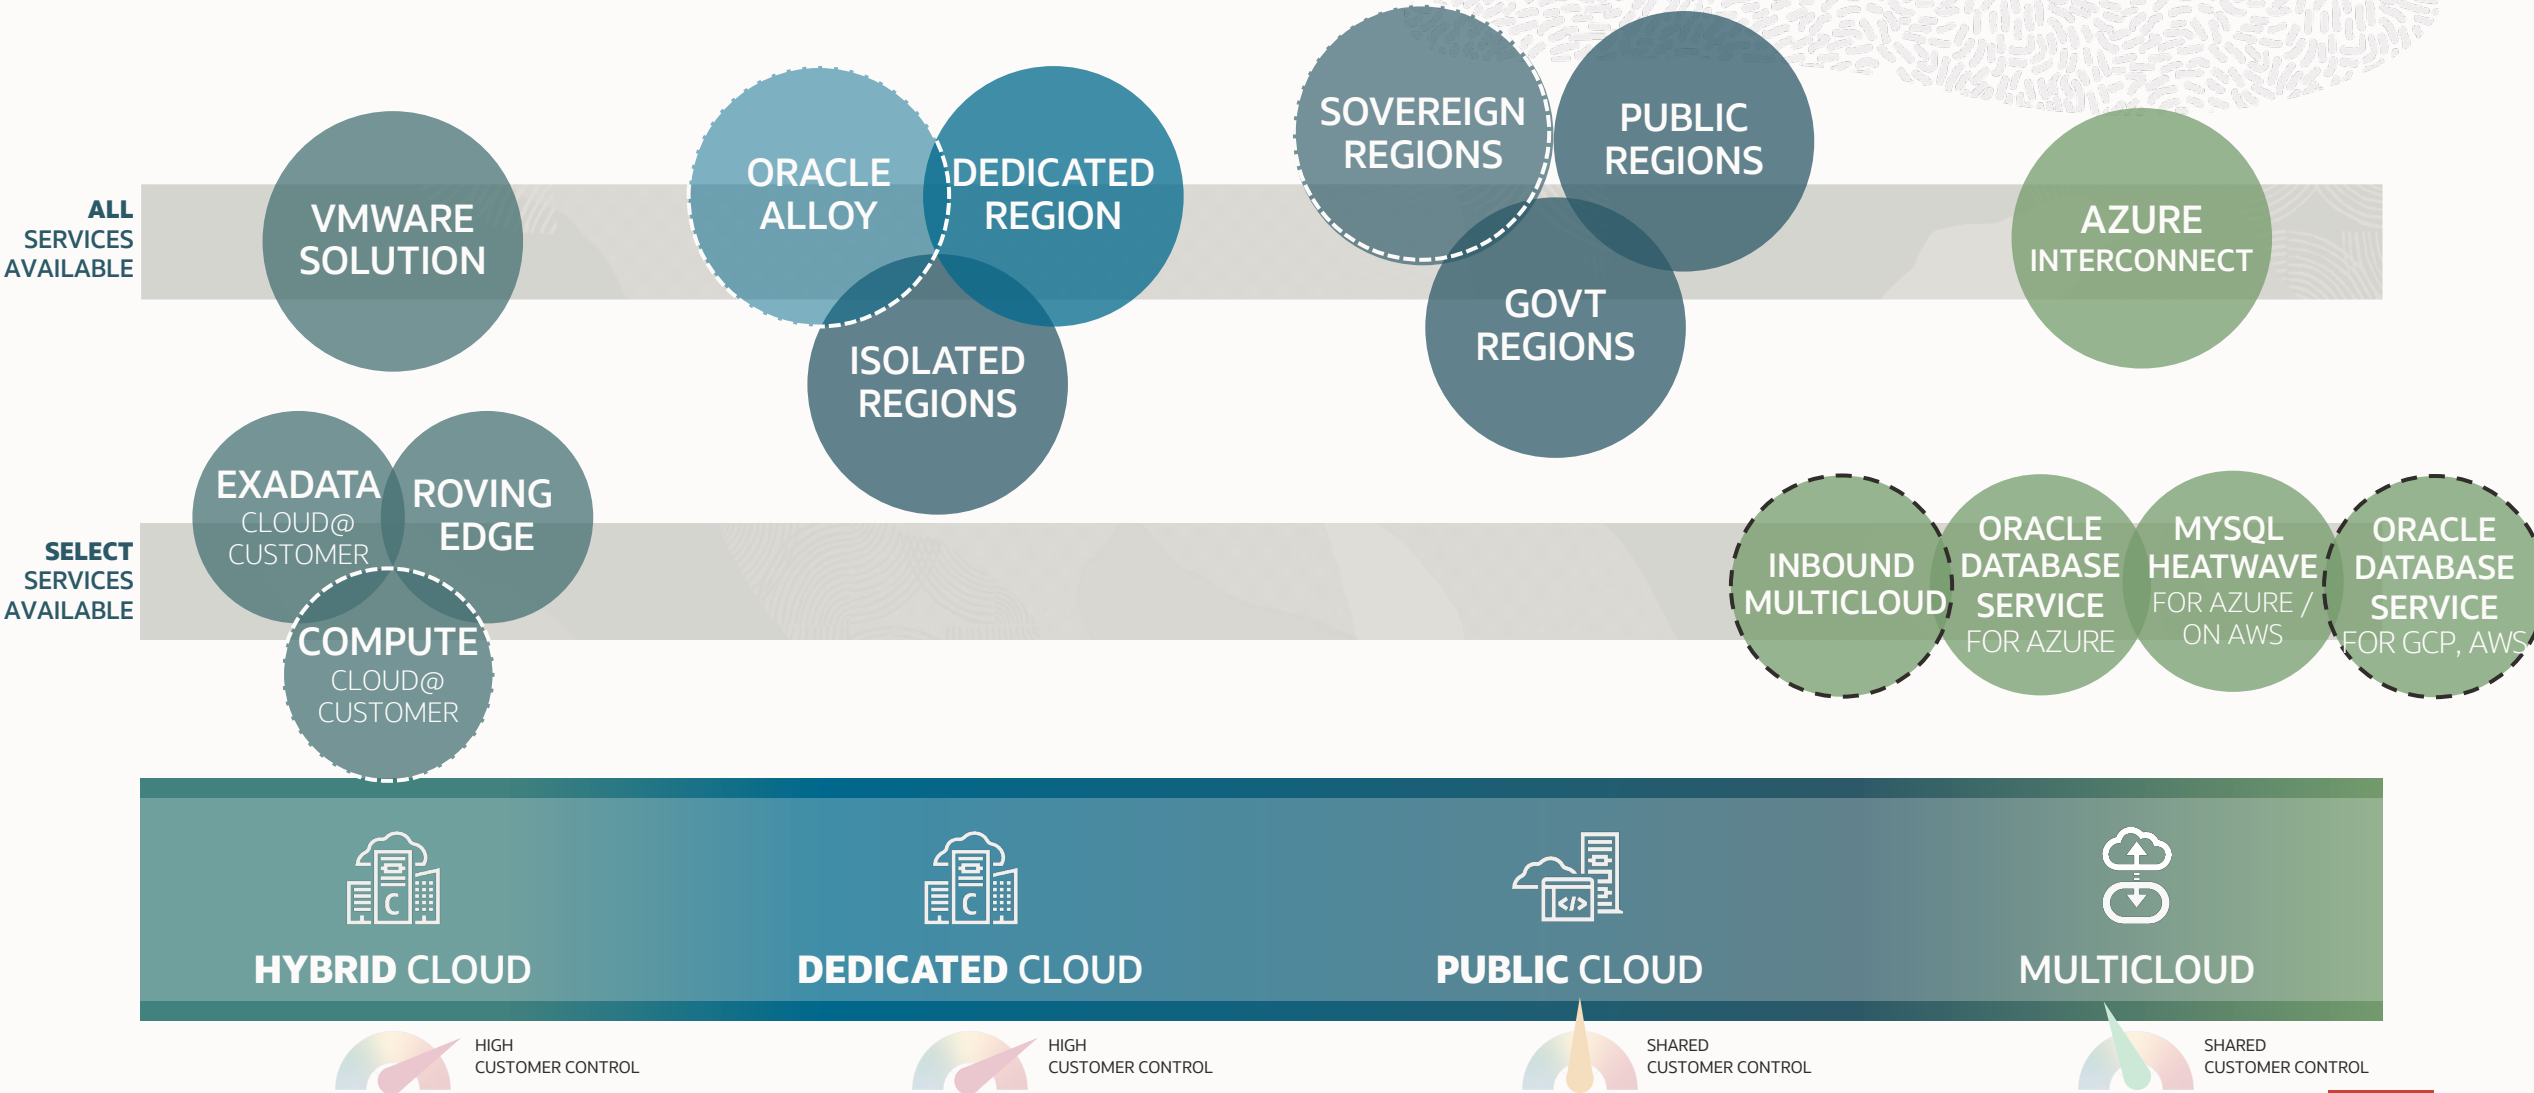 ALL
SERVICES
AVAILABLE
VMWARE
SOLUTION
ORACLE
ALLOY
DEDICATED
REGION
ISOLATED
REGIONS
SOVEREIGN
REGIONS
PUBLIC
REGIONS
GOVT
REGIONS
AZURE
INTERCONNECT
SELECT
SERVICES
AVAILABLE
EXADATA
CLOUD@
CUSTOMER
ROVING
EDGE
COMPUTE
CLOUD@
CUSTOMER
INBOUND
MULTICLOUD
ORACLE
DATABASE
SERVICE
FOR AZURE
MYSQL
HEATWAVE
FOR AZURE /
ON AWS
ORACLE
DATABASE
SERVICE
FOR GCP, AWS
C
HYBRID CLOUD
C
DEDICATED CLOUD
</>
PUBLIC CLOUD
MULTICLOUD
HIGH
CUSTOMER CONTROL
HIGH
CUSTOMER CONTROL
SHARED
CUSTOMER CONTROL
SHARED
CUSTOMER CONTROL